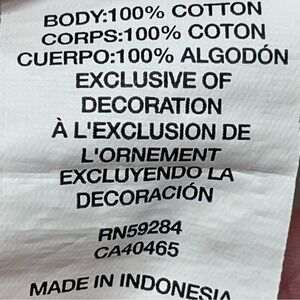 BODY:100% COTTON
CORPS:100% COTON
CUERPO:100% ALGODÓN
EXCLUSIVE OF
DECORATION
À L'EXCLUSION DE
L'ORNEMENT
EXCLUYENDO LA
DECORACIÓN
RN59284
CA40465
MADE IN INDONESIA